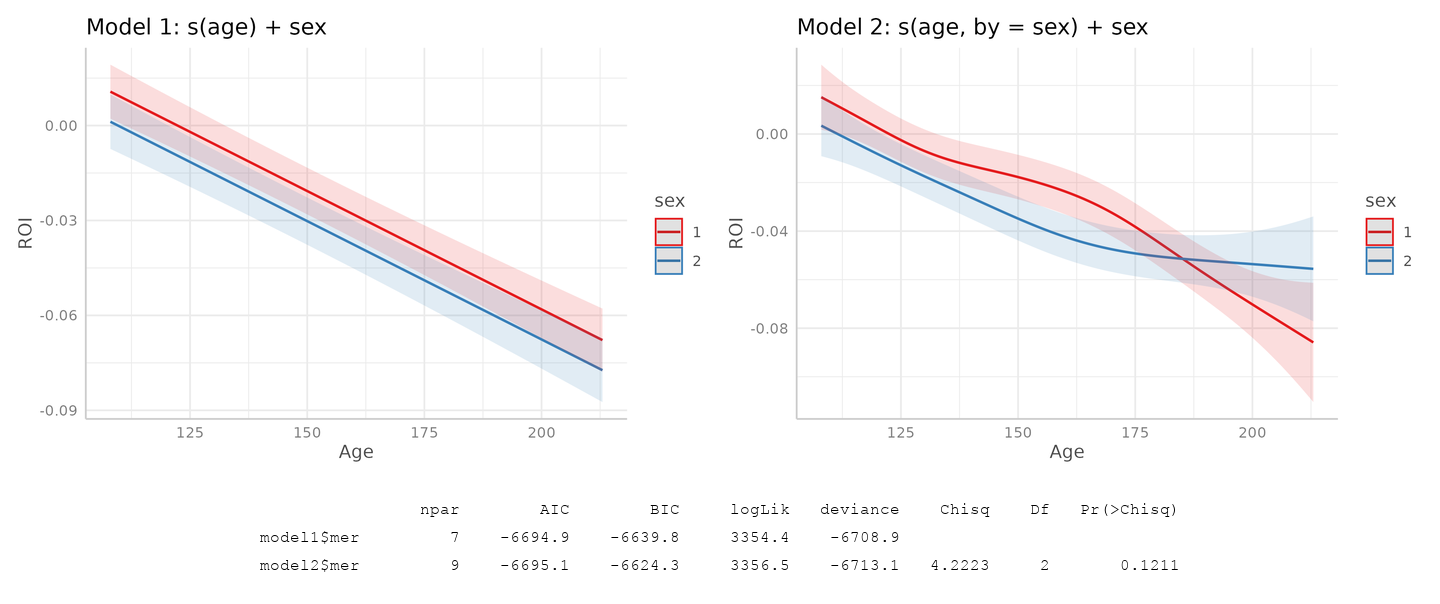 Model 1: s(age) + sex
0.00
-0.03
-0.06
-0.09
125 150 175 200
Age
ROI
sex
1
2
Model 2: s(age, by = sex) + sex
0.00
-0.04
-0.08
125 150 175 200
Age
ROI
sex
1
2
npar AIC BIC logLik deviance Chisq Df Pr(>Chisq)
model1$mer 7 -6694.9 -6639.8 3354.4 -6708.9
model2$mer 9 -6695.1 -6624.3 3356.5 -6713.1 4.2223 2 0.1211